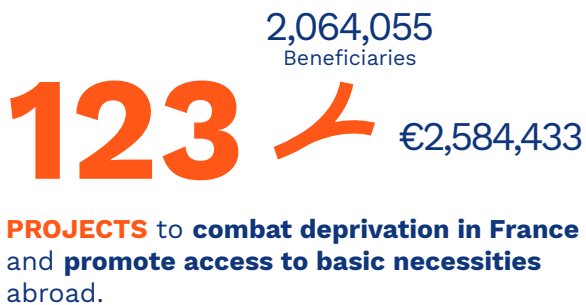 2,064,055
Beneficiaries
123
€2,584,433
PROJECTS to combat deprivation in France
and promote access to basic necessities
abroad.